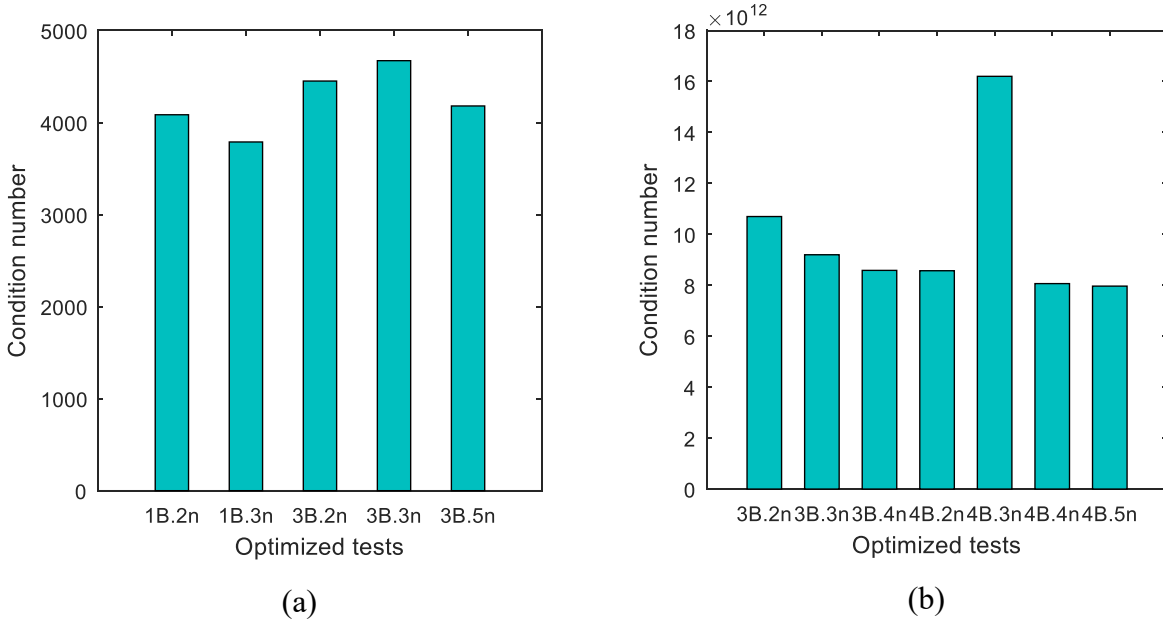 5000
4000
3000
2000
1000
0
Condition number
1B.2n 1B.3n 3B.2n 3B.3n 3B.5n
Optimized tests
(a)
×10^12
18
16
14
12
10
8
6
4
2
0
Condition number
3B.2n 3B.3n 3B.4n 4B.2n 4B.3n 4B.4n 4B.5n
Optimized tests
(b)